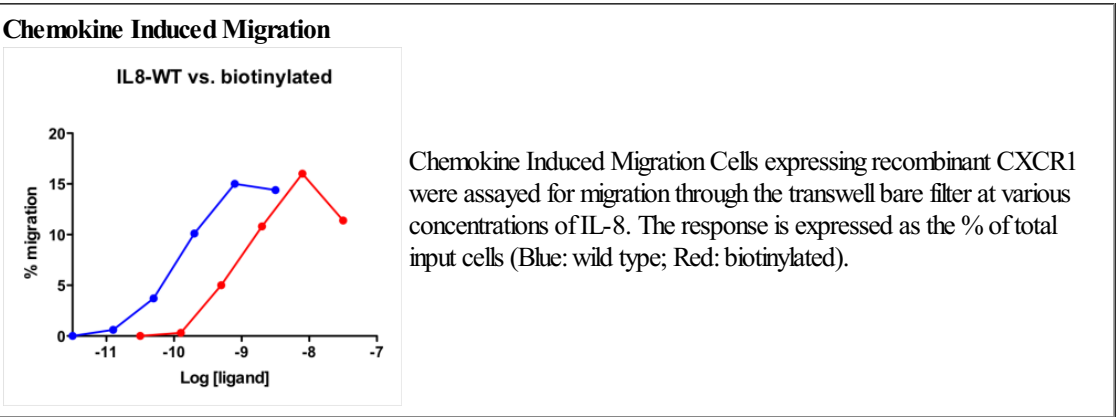 Chemokine Induced Migration
IL8-WT vs. biotinylated
20
15
10
5
0
% migration
-11 -10 -9 -8 -7
Log [ligand]
Chemokine Induced Migration Cells expressing recombinant CXCR1
were assayed for migration through the transwell bare filter at various
concentrations of IL-8. The response is expressed as the % of total
input cells (Blue: wild type; Red: biotinylated).